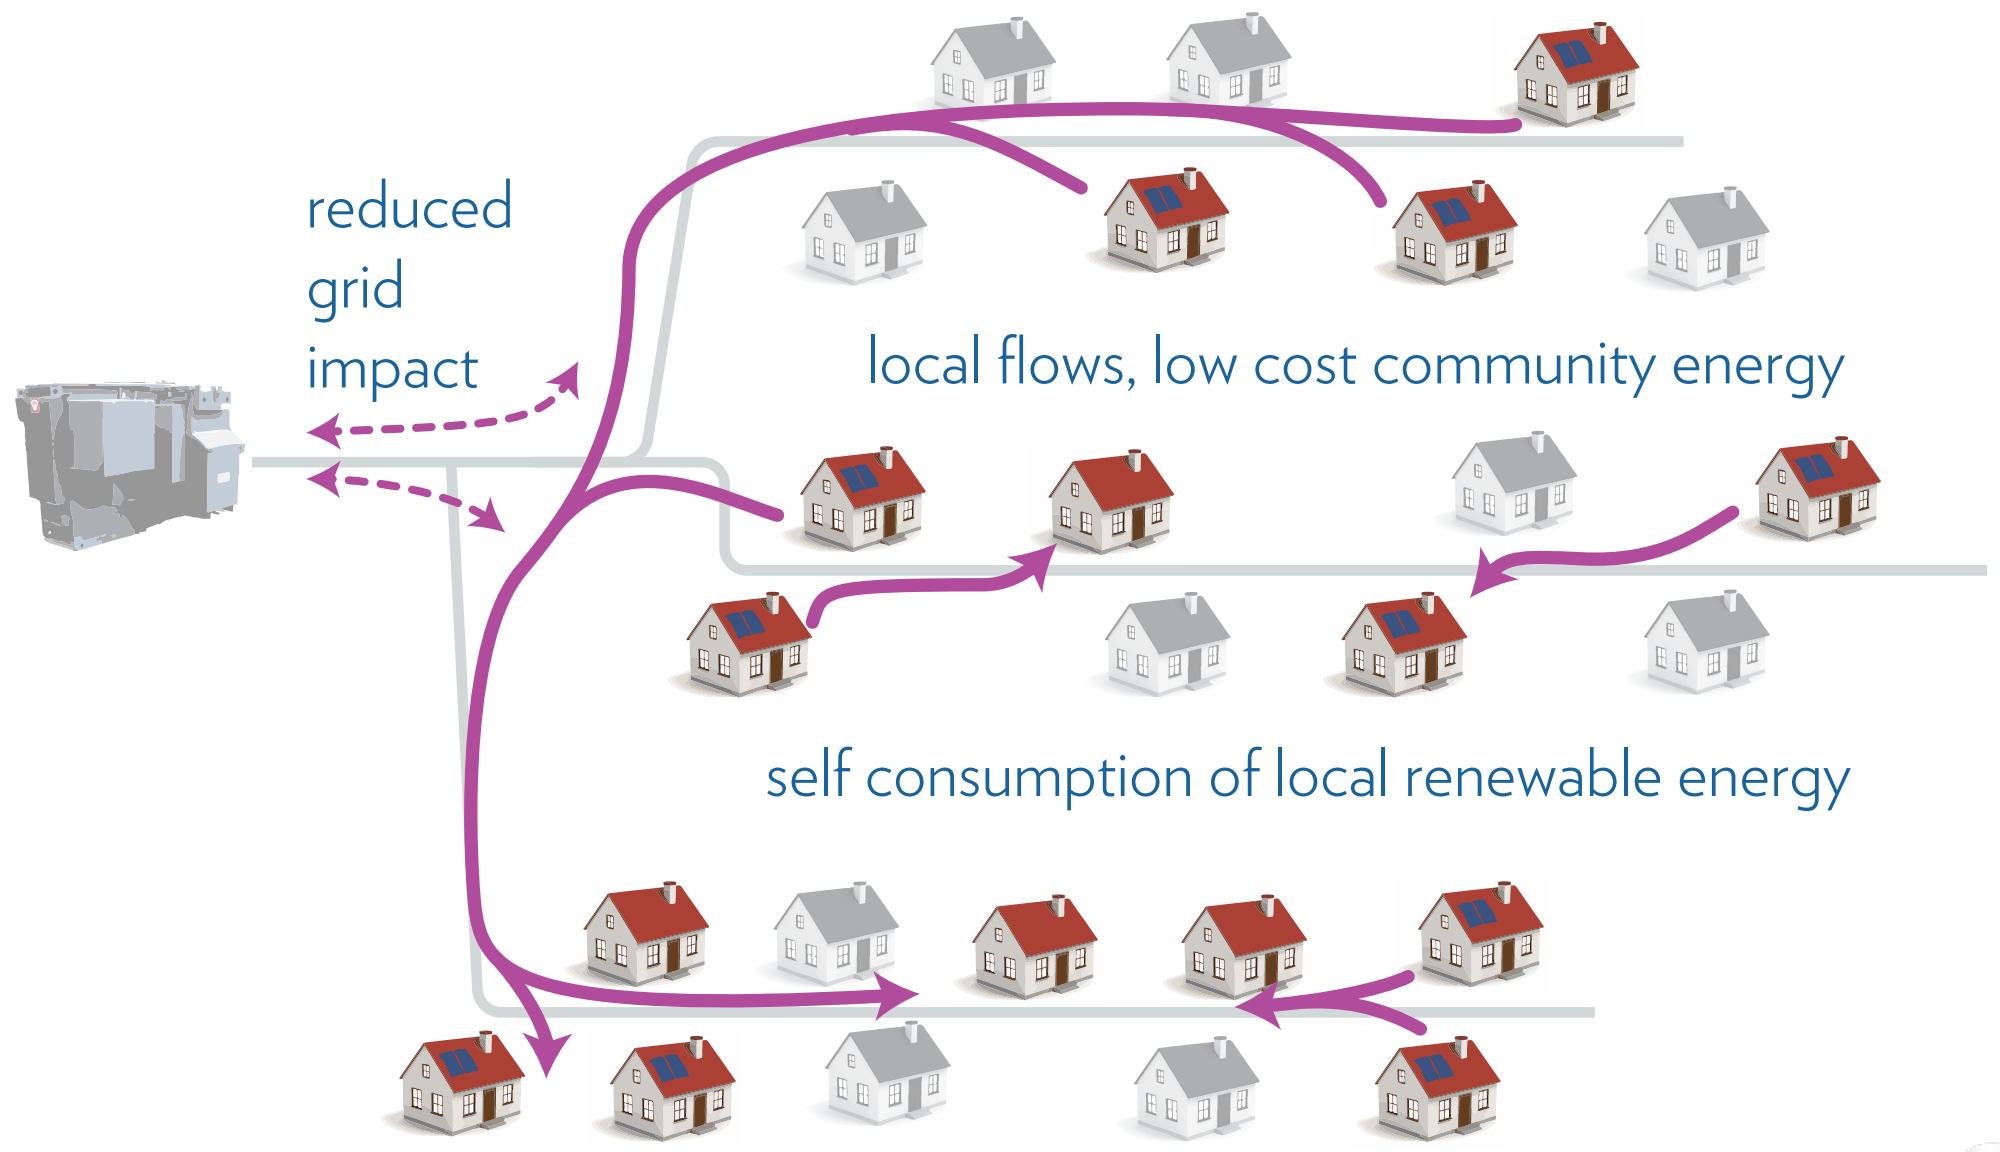 reduced
grid
impact
local flows, low cost community energy
self consumption of local renewable energy